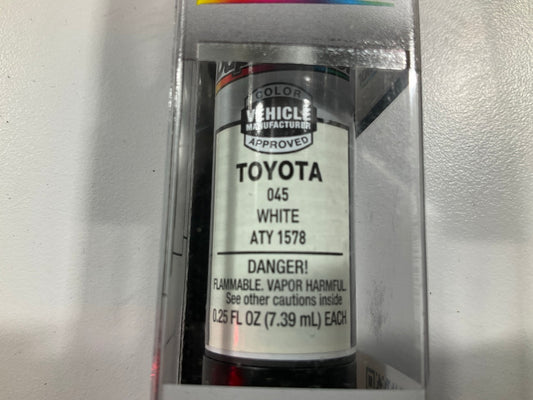 COLOR
VEHICLE
MANUFACTURER
APPROVED
TOYOTA
045
WHITE
ATY 1578
DANGER!
FLAMMABLE. VAPOR HARMFUL.
See other cautions inside
0.25 FL OZ (7.39 mL) EACH